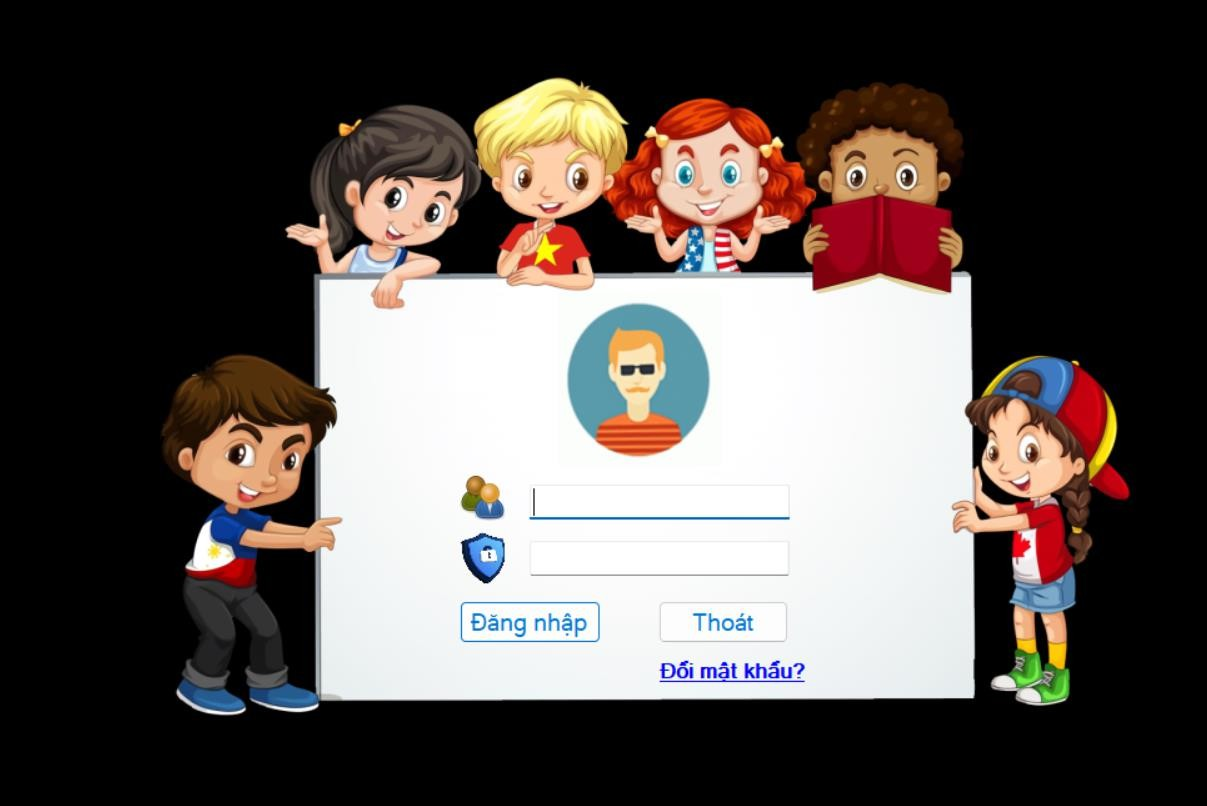 Đăng nhập
Thoát
Đổi mật khẩu?